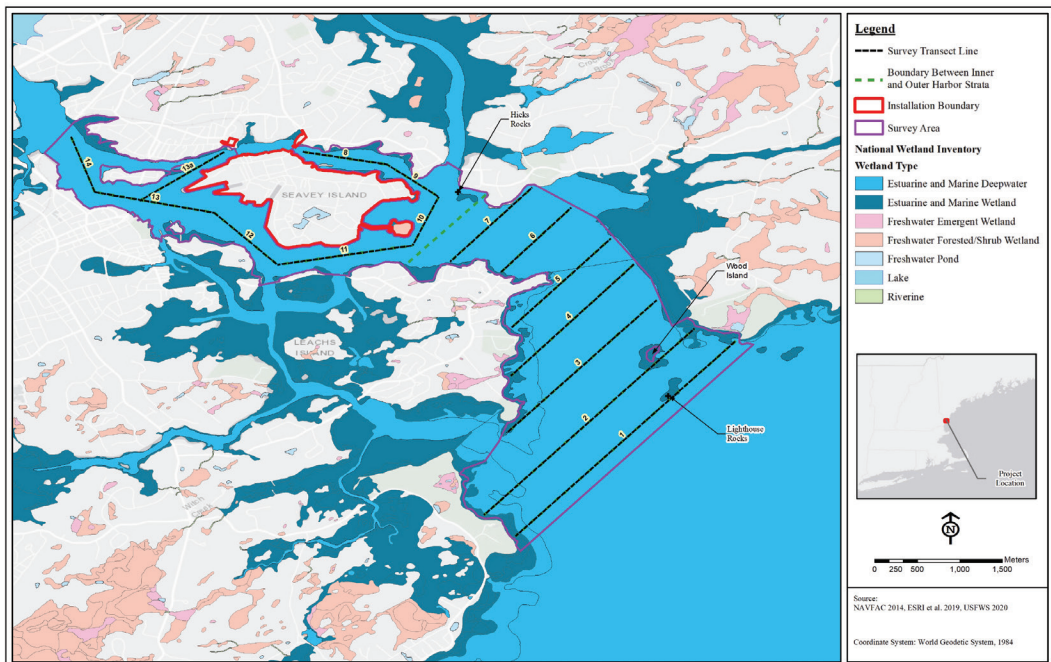 Hicks
Rocks
14
13a
13
12
11
10
9
8
7
6
5
4
3
2
1
SEAVEY ISLAND
LEACHS
ISLAND
Wood
Island
Lighthouse
Rocks
Legend
Survey Transect Line
Boundary Between Inner
and Outer Harbor Strata
Installation Boundary
Survey Area
National Wetland Inventory
Wetland Type
Estuarine and Marine Deepwater
Estuarine and Marine Wetland
Freshwater Emergent Wetland
Freshwater Forested/Shrub Wetland
Freshwater Pond
Lake
Riverine
Project
Location
N
Meters
0 250 500 1,000 1,500
Source:
NAVFAC 2014, ESRI et al. 2019, USFWS 2020
Coordinate System: World Geodetic System, 1984